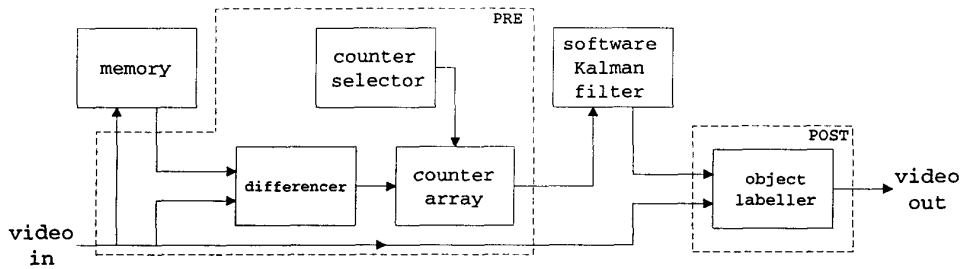 PRE
memory
counter
selector
software
Kalman
filter
POST
differencer
counter
array
object
labeller
video
out
video
in